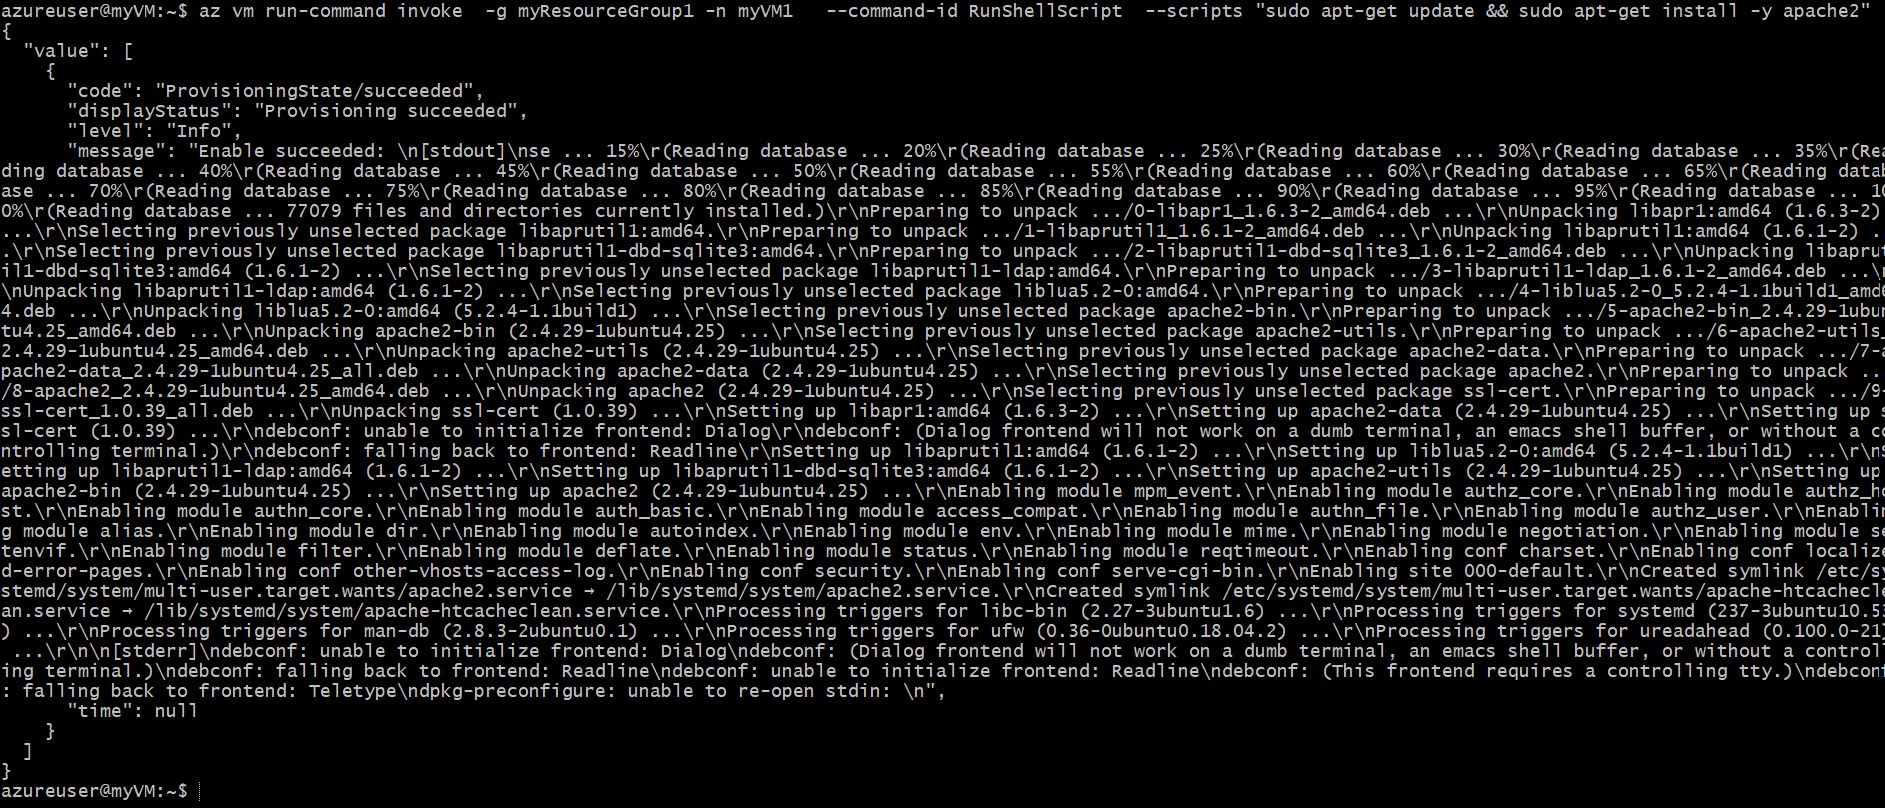 azureuser@myVM:~$ az vm run-command invoke  -g myResourceGroup1 -n myVM1   --command-id RunShellScript  --scripts "sudo apt-get update && sudo apt-get install -y apache2"
{
  "value": [
    {
      "code": "ProvisioningState/succeeded",
      "displayStatus": "Provisioning succeeded",
      "level": "Info",
      "message": "Enable succeeded: \n[stdout]\nse ... 15%\r(Reading database ... 20%\r(Reading database ... 25%\r(Reading database ... 30%\r(Reading database ... 35%\r(Rea
ding database ... 40%\r(Reading database ... 45%\r(Reading database ... 50%\r(Reading database ... 55%\r(Reading database ... 60%\r(Reading database ... 65%\r(Reading datab
ase ... 70%\r(Reading database ... 75%\r(Reading database ... 80%\r(Reading database ... 85%\r(Reading database ... 90%\r(Reading database ... 95%\r(Reading database ... 10
0%\r(Reading database ... 77079 files and directories currently installed.)\r\nPreparing to unpack .../0-libapr1_1.6.3-2_amd64.deb ...\r\nUnpacking libapr1:amd64 (1.6.3-2)
...\r\nSelecting previously unselected package libaprutil1:amd64.\r\nPreparing to unpack .../1-libaprutil1_1.6.1-2_amd64.deb ...\r\nUnpacking libaprutil1:amd64 (1.6.1-2) ..
.\r\nSelecting previously unselected package libaprutil1-dbd-sqlite3:amd64.\r\nPreparing to unpack .../2-libaprutil1-dbd-sqlite3_1.6.1-2_amd64.deb ...\r\nUnpacking libaprut
il1-dbd-sqlite3:amd64 (1.6.1-2) ...\r\nSelecting previously unselected package libaprutil1-ldap:amd64.\r\nPreparing to unpack .../3-libaprutil1-ldap_1.6.1-2_amd64.deb ...\r
\nUnpacking libaprutil1-ldap:amd64 (1.6.1-2) ...\r\nSelecting previously unselected package liblua5.2-0:amd64.\r\nPreparing to unpack .../4-liblua5.2-0_5.2.4-1.1build1_amd6
4.deb ...\r\nUnpacking liblua5.2-0:amd64 (5.2.4-1.1build1) ...\r\nSelecting previously unselected package apache2-bin.\r\nPreparing to unpack .../5-apache2-bin_2.4.29-1ubun
tu4.25_amd64.deb ...\r\nUnpacking apache2-bin (2.4.29-1ubuntu4.25) ...\r\nSelecting previously unselected package apache2-utils.\r\nPreparing to unpack .../6-apache2-utils_
2.4.29-1ubuntu4.25_amd64.deb ...\r\nUnpacking apache2-utils (2.4.29-1ubuntu4.25) ...\r\nSelecting previously unselected package apache2-data.\r\nPreparing to unpack .../7-a
pache2-data_2.4.29-1ubuntu4.25_all.deb ...\r\nUnpacking apache2-data (2.4.29-1ubuntu4.25) ...\r\nSelecting previously unselected package apache2.\r\nPreparing to unpack ...
/8-apache2_2.4.29-1ubuntu4.25_amd64.deb ...\r\nUnpacking apache2 (2.4.29-1ubuntu4.25) ...\r\nSelecting previously unselected package ssl-cert.\r\nPreparing to unpack .../9-
ssl-cert_1.0.39_all.deb ...\r\nUnpacking ssl-cert (1.0.39) ...\r\nSetting up libapr1:amd64 (1.6.3-2) ...\r\nSetting up apache2-data (2.4.29-1ubuntu4.25) ...\r\nSetting up s
sl-cert (1.0.39) ...\r\ndebconf: unable to initialize frontend: Dialog\r\ndebconf: (Dialog frontend will not work on a dumb terminal, an emacs shell buffer, or without a co
ntrolling terminal.)\r\ndebconf: falling back to frontend: Readline\r\nSetting up libaprutil1:amd64 (1.6.1-2) ...\r\nSetting up liblua5.2-0:amd64 (5.2.4-1.1build1) ...\r\nS
etting up libaprutil1-ldap:amd64 (1.6.1-2) ...\r\nSetting up libaprutil1-dbd-sqlite3:amd64 (1.6.1-2) ...\r\nSetting up apache2-utils (2.4.29-1ubuntu4.25) ...\r\nSetting up
apache2-bin (2.4.29-1ubuntu4.25) ...\r\nSetting up apache2 (2.4.29-1ubuntu4.25) ...\r\nEnabling module mpm_event.\r\nEnabling module authz_core.\r\nEnabling module authz_ho
st.\r\nEnabling module authn_core.\r\nEnabling module auth_basic.\r\nEnabling module access_compat.\r\nEnabling module authn_file.\r\nEnabling module authz_user.\r\nEnablin
g module alias.\r\nEnabling module dir.\r\nEnabling module autoindex.\r\nEnabling module env.\r\nEnabling module mime.\r\nEnabling module negotiation.\r\nEnabling module se
tenvif.\r\nEnabling module filter.\r\nEnabling module deflate.\r\nEnabling module status.\r\nEnabling module reqtimeout.\r\nEnabling conf charset.\r\nEnabling conf localize
d-error-pages.\r\nEnabling conf other-vhosts-access-log.\r\nEnabling conf security.\r\nEnabling conf serve-cgi-bin.\r\nEnabling site 000-default.\r\nCreated symlink /etc/sy
stemd/system/multi-user.target.wants/apache2.service → /lib/systemd/system/apache2.service.\r\nCreated symlink /etc/systemd/system/multi-user.target.wants/apache-htcachecle
an.service → /lib/systemd/system/apache-htcacheclean.service.\r\nProcessing triggers for libc-bin (2.27-3ubuntu1.6) ...\r\nProcessing triggers for systemd (237-3ubuntu10.53
) ...\r\nProcessing triggers for man-db (2.8.3-2ubuntu0.1) ...\r\nProcessing triggers for ufw (0.36-0ubuntu0.18.04.2) ...\r\nProcessing triggers for ureadahead (0.100.0-21)
 ...\r\n\n[stderr]\ndebconf: unable to initialize frontend: Dialog\ndebconf: (Dialog frontend will not work on a dumb terminal, an emacs shell buffer, or without a controll
ing terminal.)\ndebconf: falling back to frontend: Readline\ndebconf: unable to initialize frontend: Readline\ndebconf: (This frontend requires a controlling tty.)\ndebconf
: falling back to frontend: Teletype\ndpkg-preconfigure: unable to re-open stdin: \n",
      "time": null
    }
  ]
}
azureuser@myVM:~$